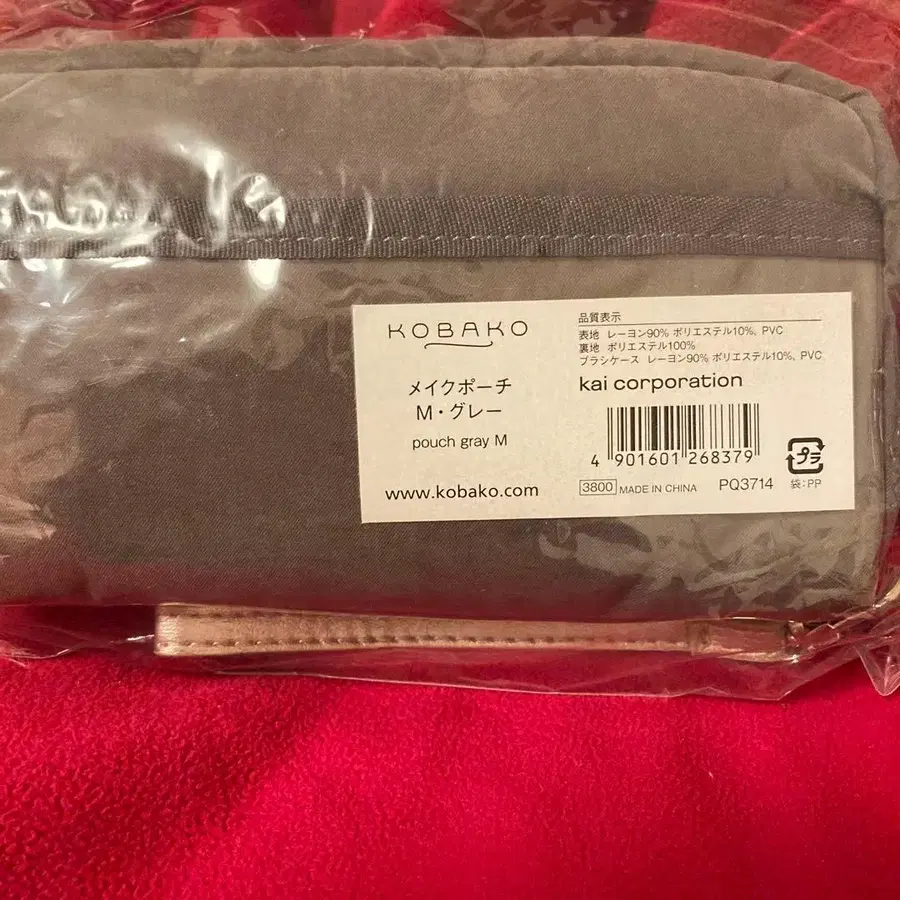 KOBAKO
メイクポーチ
M・グレー
pouch gray M
www.kobako.com
品質表示
表地 レーヨン90% ポリエステル10%、PVC
裏地 ポリエステル100%
ブラシケース レーヨン90% ポリエステル10%、PVC
kai corporation
4 901601 268379
3800 MADE IN CHINA PQ3714
プラ
袋:PP